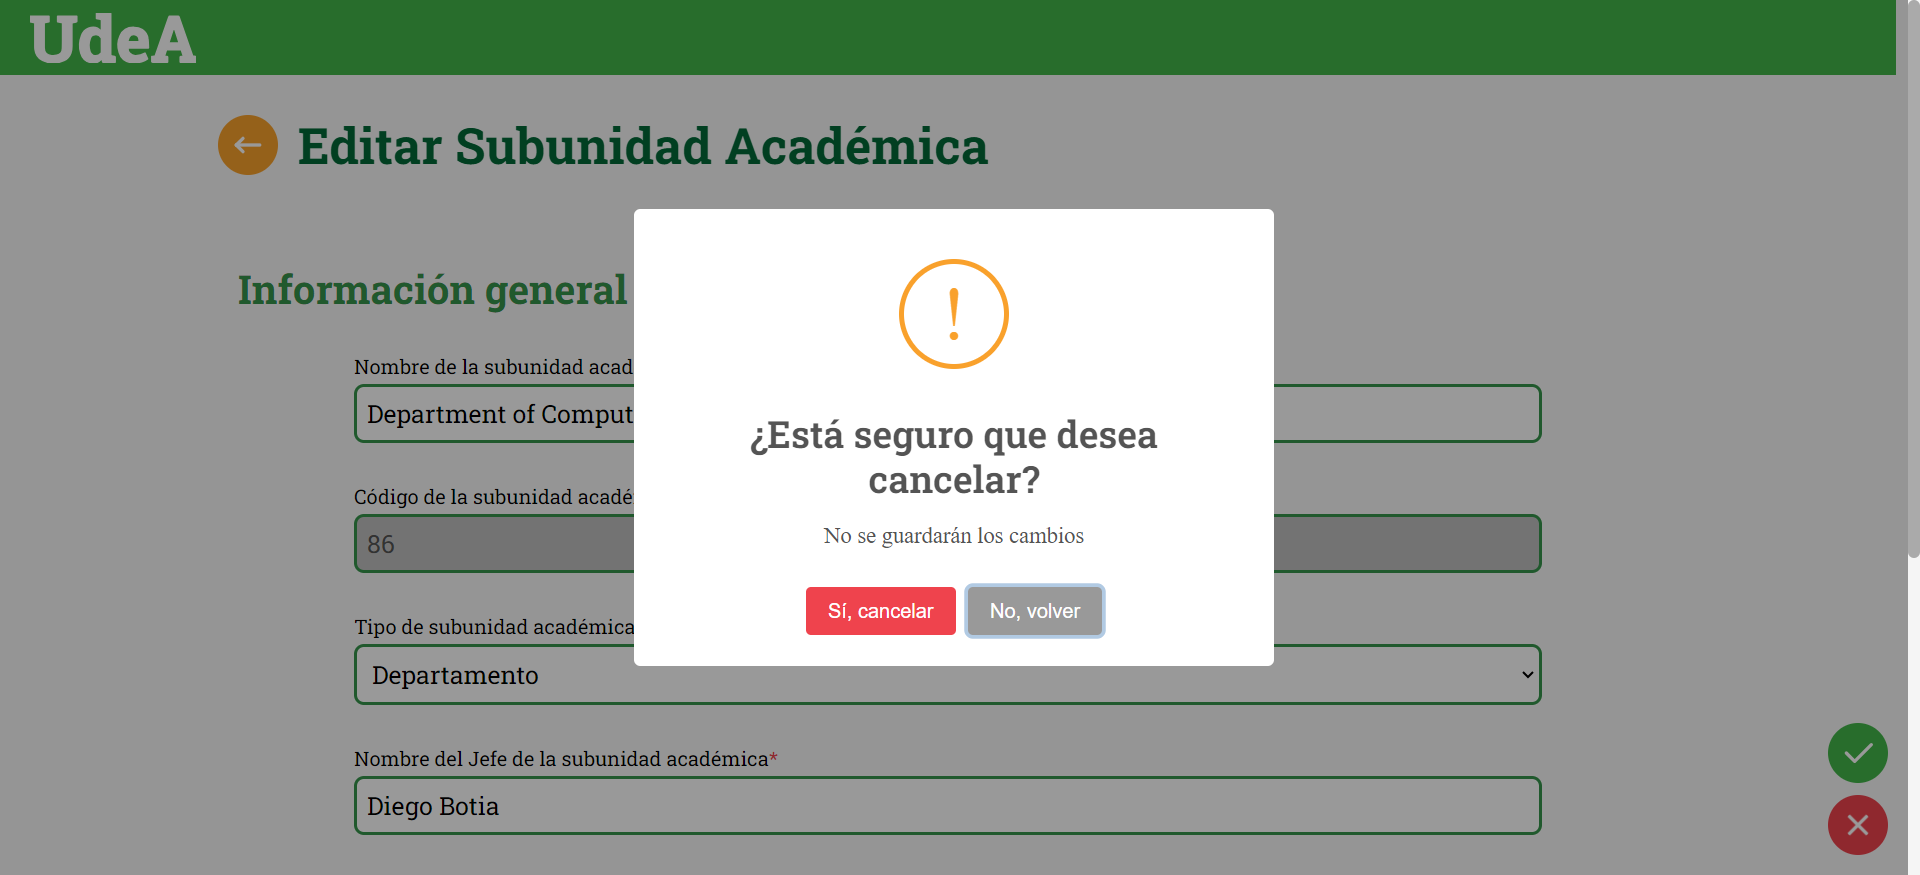 UdeA
Editar Subunidad Académica
Información general
Nombre de la subunidad acad
Department of Comput
Código de la subunidad acadé
86
Tipo de subunidad académica
Departamento
Nombre del Jefe de la subunidad académica*
Diego Botia
!
¿Está seguro que desea
cancelar?
No se guardarán los cambios
Sí, cancelar
No, volver